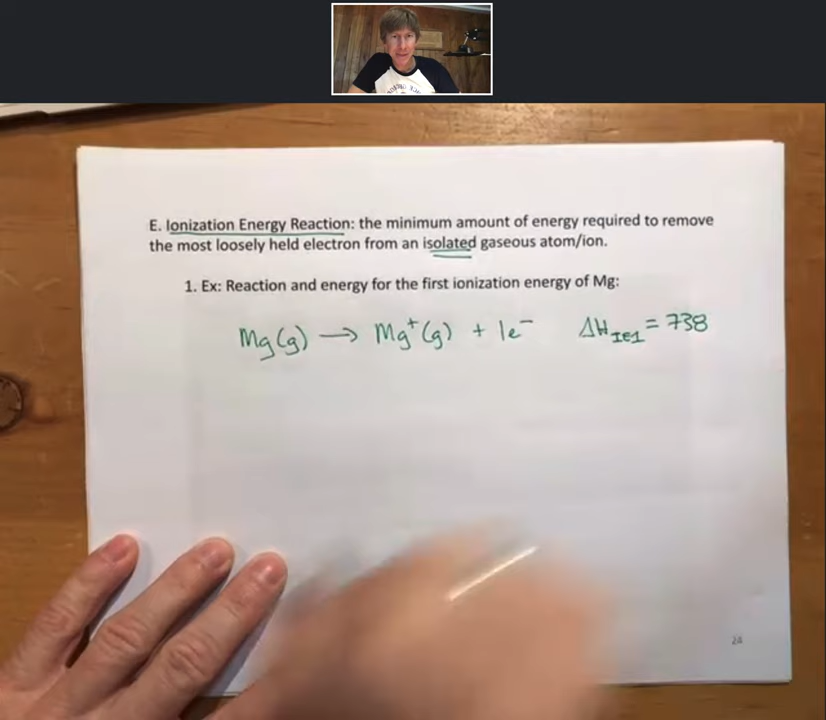 E. Ionization Energy Reaction: the minimum amount of energy required to remove
the most loosely held electron from an isolated gaseous atom/ion.
1. Ex: Reaction and energy for the first ionization energy of Mg:
Mg(g) → Mg⁺(g) + 1e⁻ ΔH_IE1 = 738
24